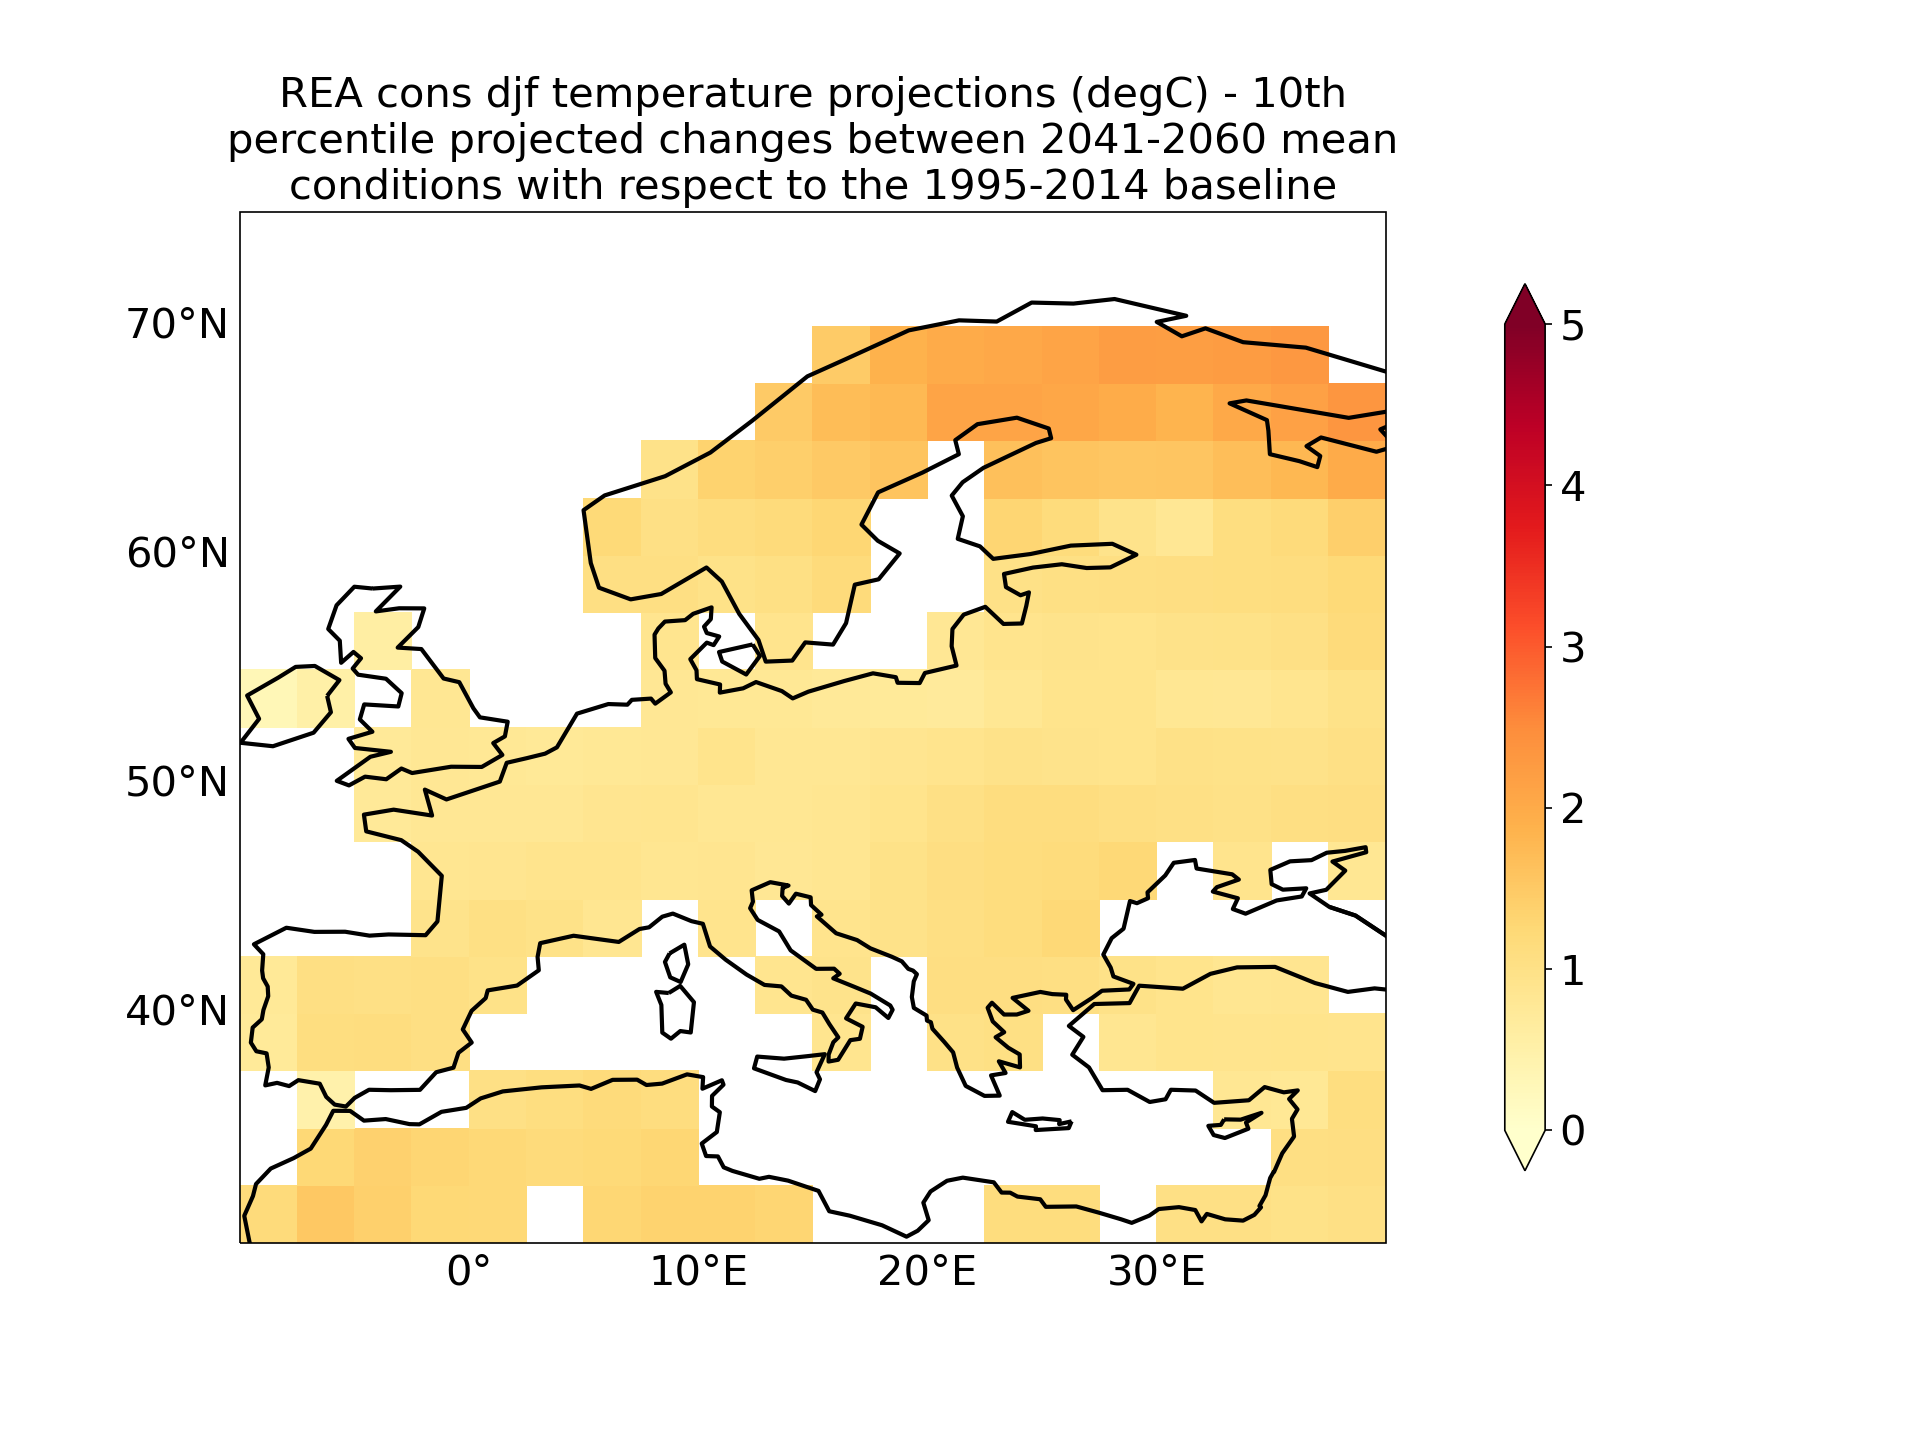 REA cons djf temperature projections (degC) - 10th
percentile projected changes between 2041-2060 mean
conditions with respect to the 1995-2014 baseline
70°N
60°N
50°N
40°N
0°
10°E
20°E
30°E
5
4
3
2
1
0